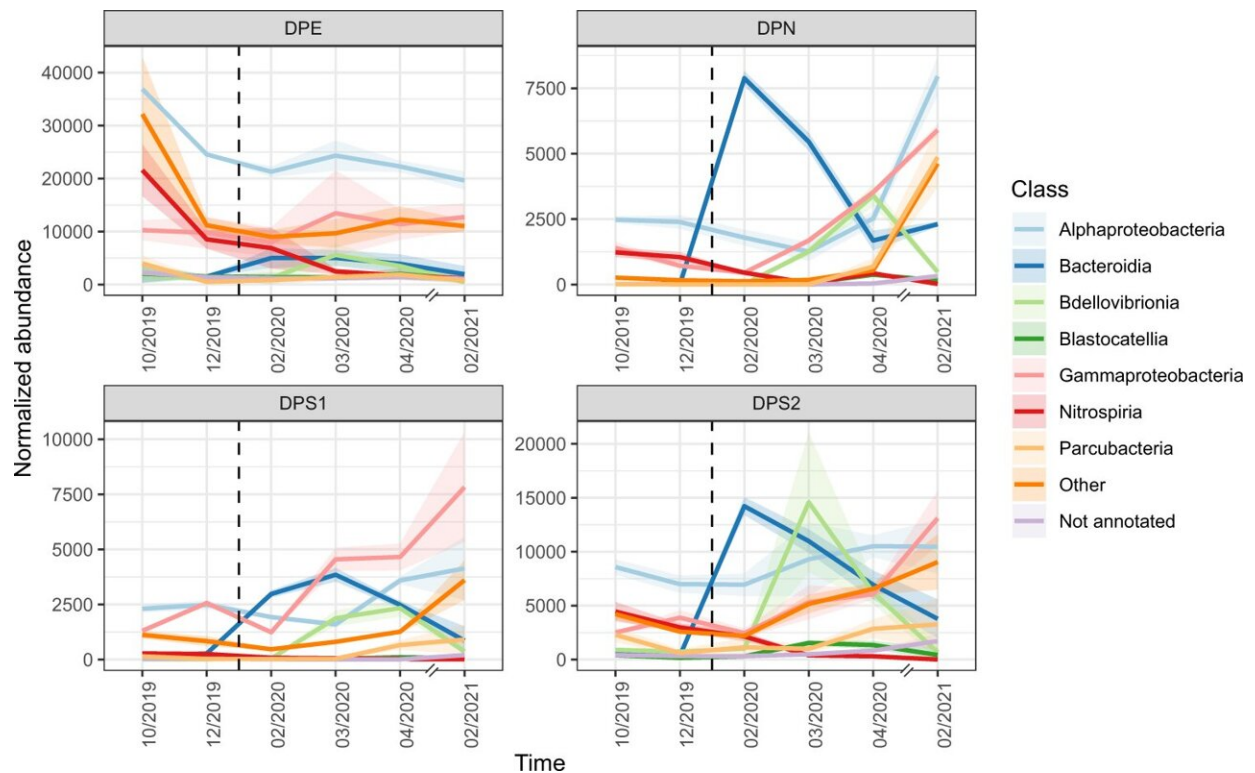 DPE
DPN
40000
30000
20000
10000
0
7500
5000
2500
0
10/2019
12/2019
02/2020
03/2020
04/2020
02/2021
10/2019
12/2019
02/2020
03/2020
04/2020
02/2021
Normalized abundance
DPS1
DPS2
10000
7500
5000
2500
0
20000
15000
10000
5000
0
10/2019
12/2019
02/2020
03/2020
04/2020
02/2021
10/2019
12/2019
02/2020
03/2020
04/2020
02/2021
Time
Class
Alphaproteobacteria
Bacteroidia
Bdellovibrionia
Blastocatellia
Gammaproteobacteria
Nitrospiria
Parcubacteria
Other
Not annotated